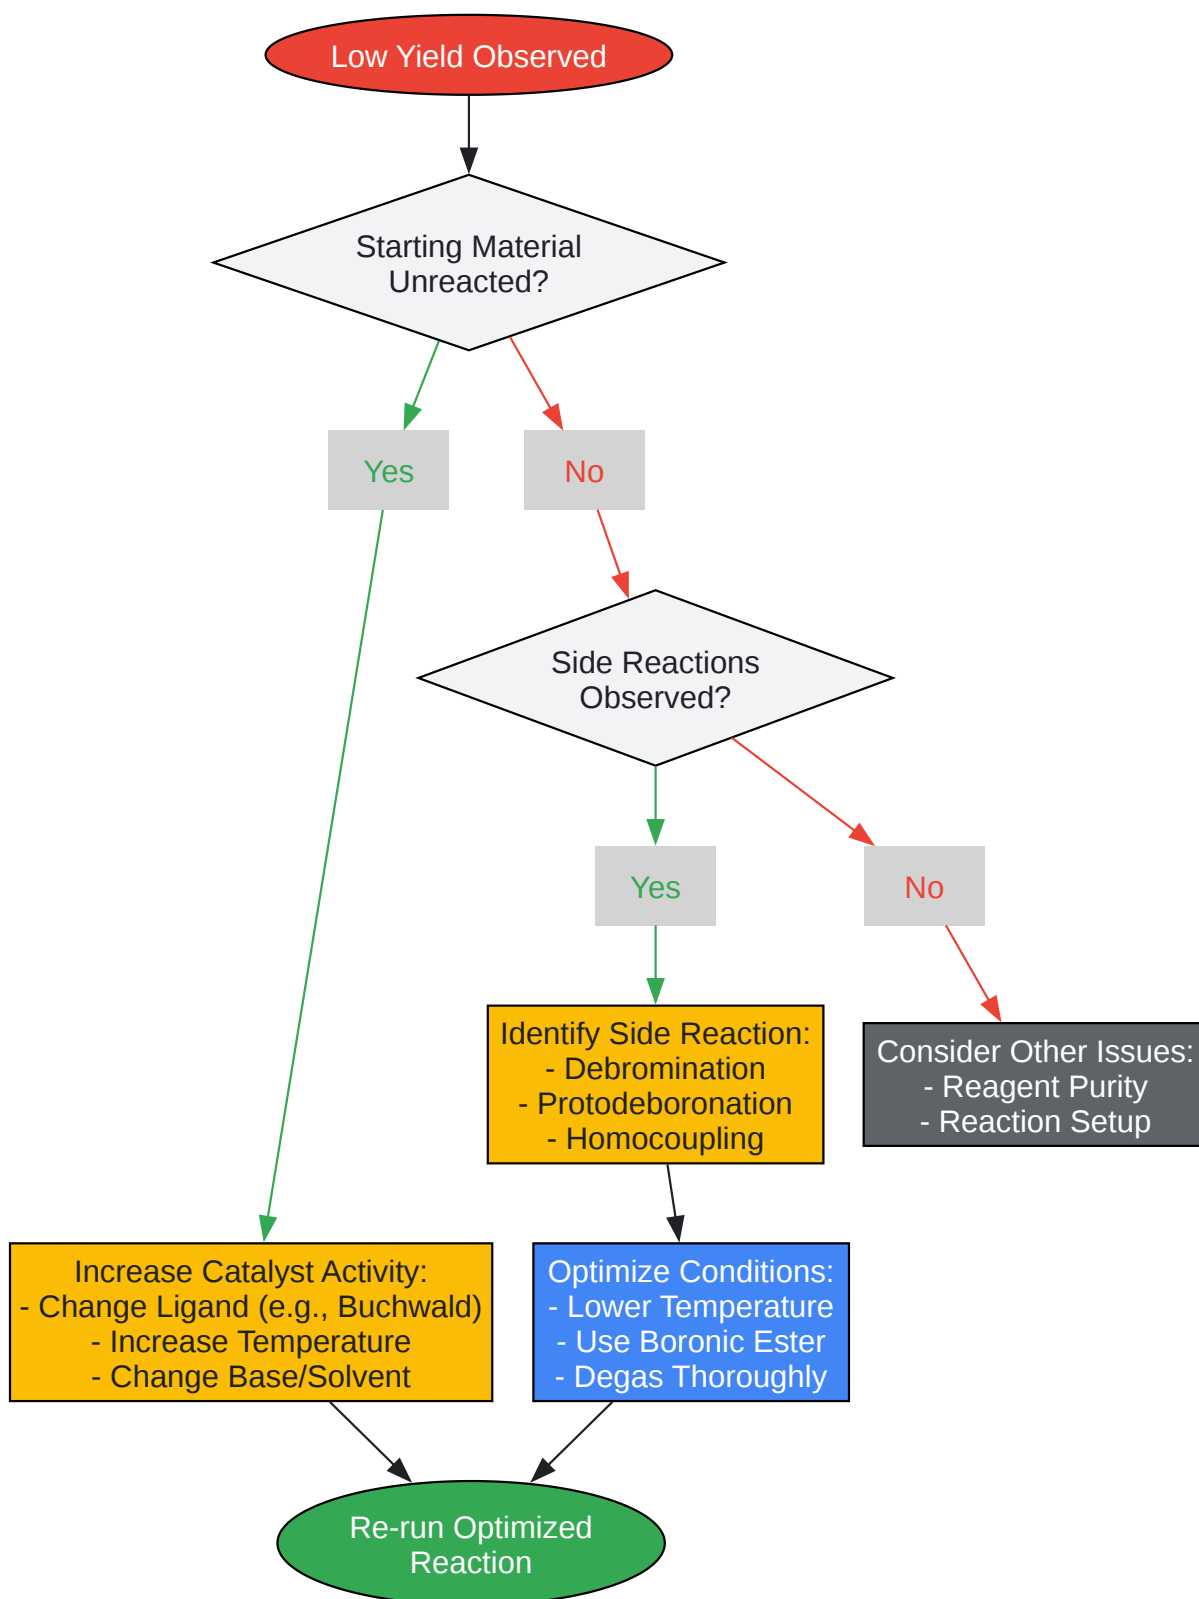 Low Yield Observed
Starting Material
Unreacted?
Yes
No
Side Reactions
Observed?
Yes
No
Identify Side Reaction:
- Debromination
- Protodeboronation
- Homocoupling
Consider Other Issues:
- Reagent Purity
- Reaction Setup
Increase Catalyst Activity:
- Change Ligand (e.g., Buchwald)
- Increase Temperature
- Change Base/Solvent
Optimize Conditions:
- Lower Temperature
- Use Boronic Ester
- Degas Thoroughly
Re-run Optimized
Reaction